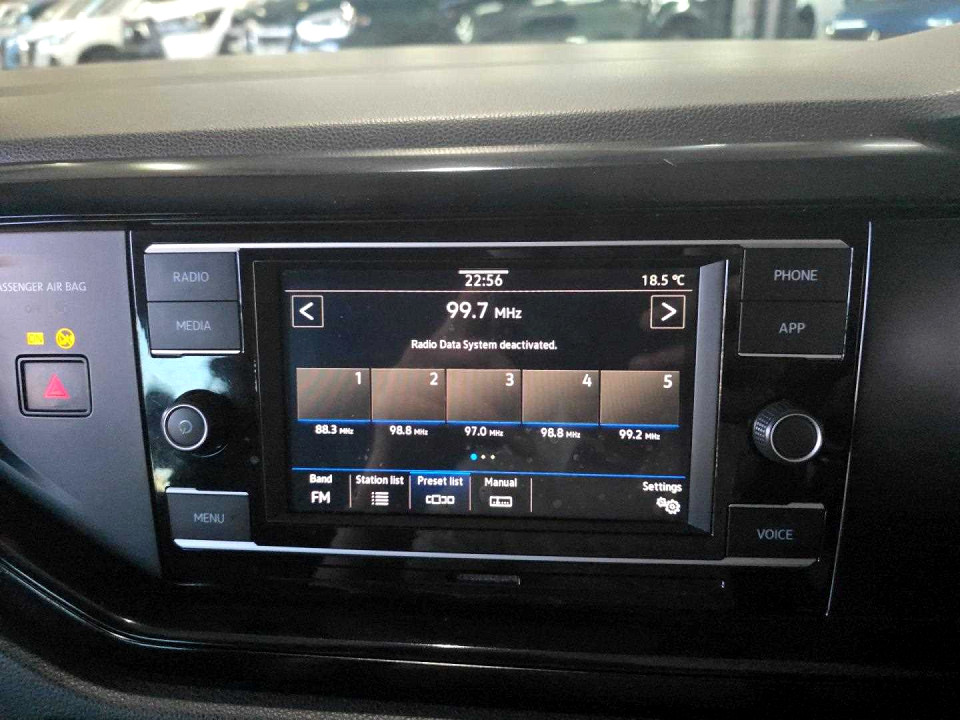 RADIO
MEDIA
MENU
PHONE
APP
VOICE
ASSENGER AIR BAG
22:56
18.5 °C
<
99.7 MHz
>
Radio Data System deactivated.
1 2 3 4 5
88.3 MHz 98.8 MHz 97.0 MHz 98.8 MHz 99.2 MHz
Band Station list Preset list Manual Settings
FM